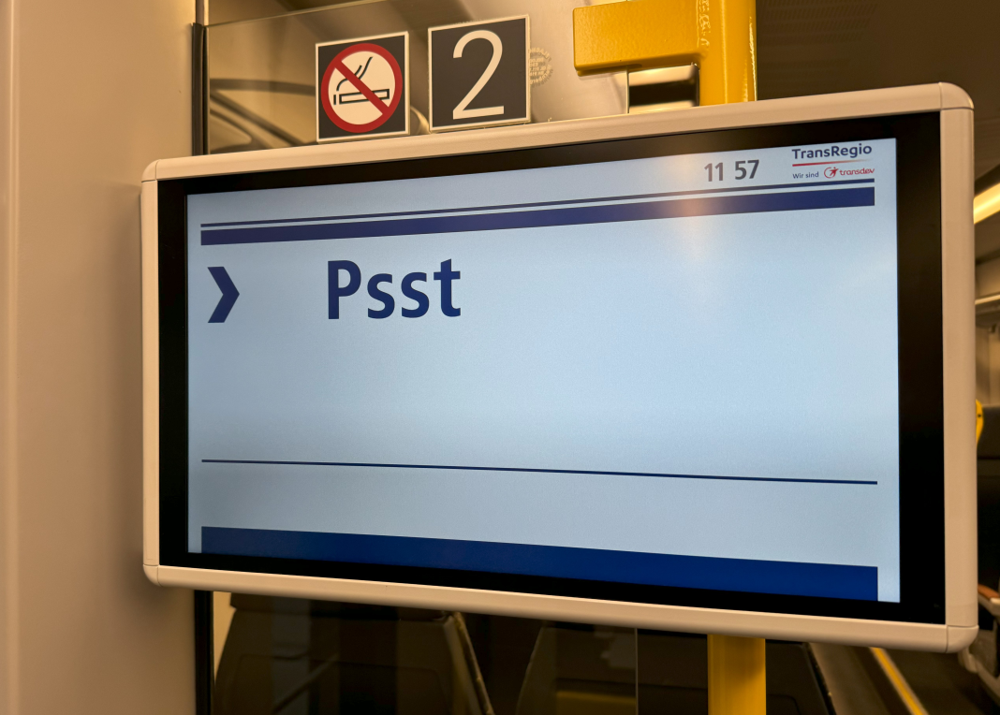 2
11 57
TransRegio
Wir sind transdev
Psst